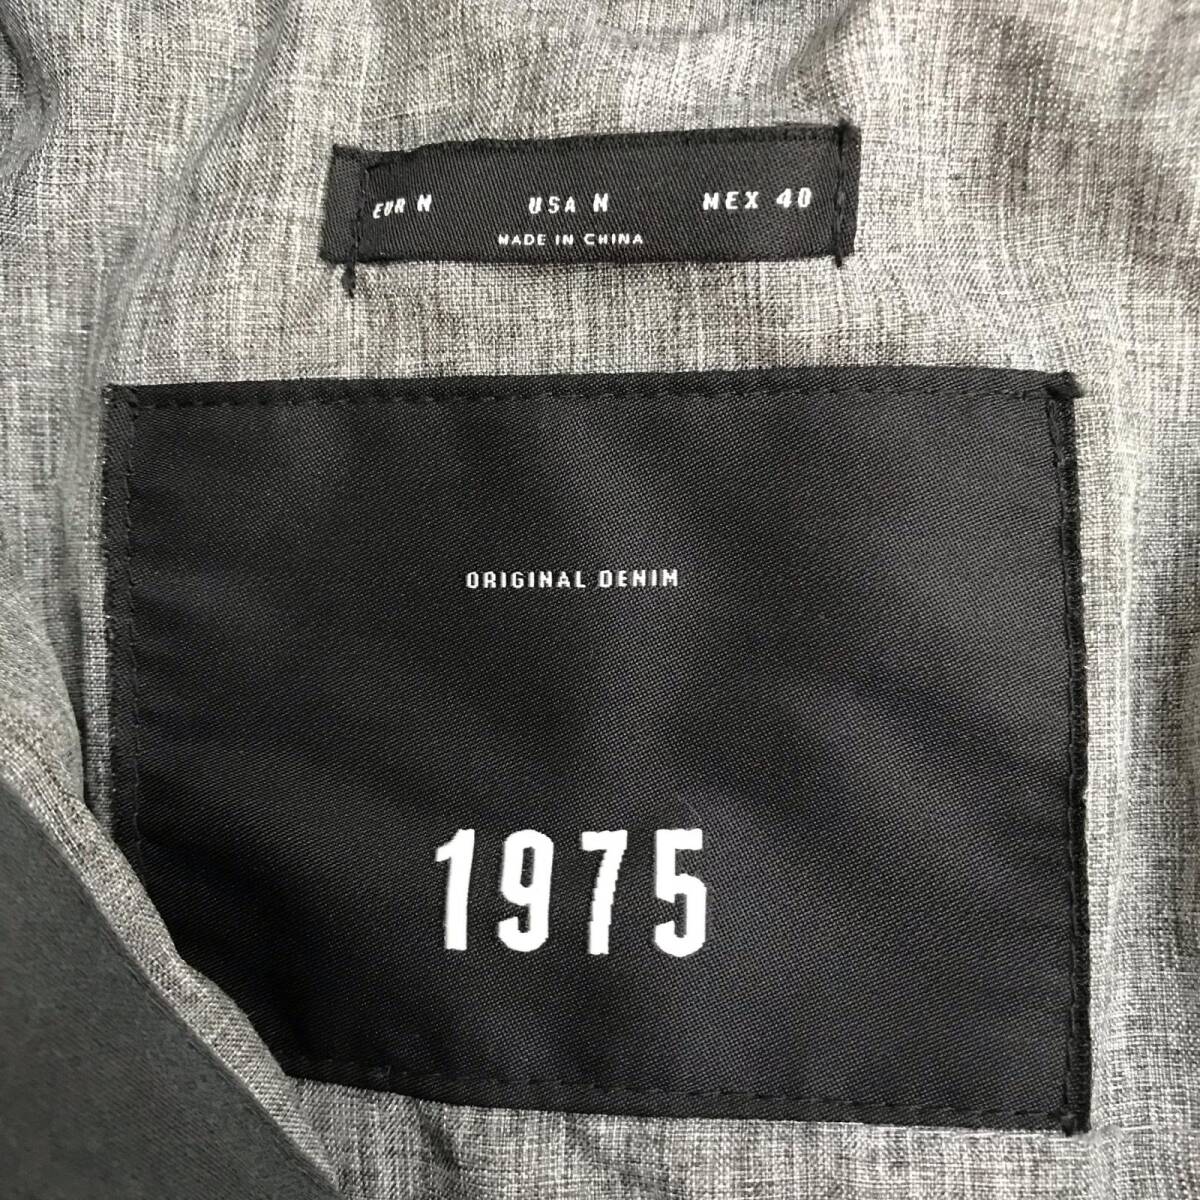 EUR M USA M MEX 40
MADE IN CHINA
ORIGINAL DENIM
1975